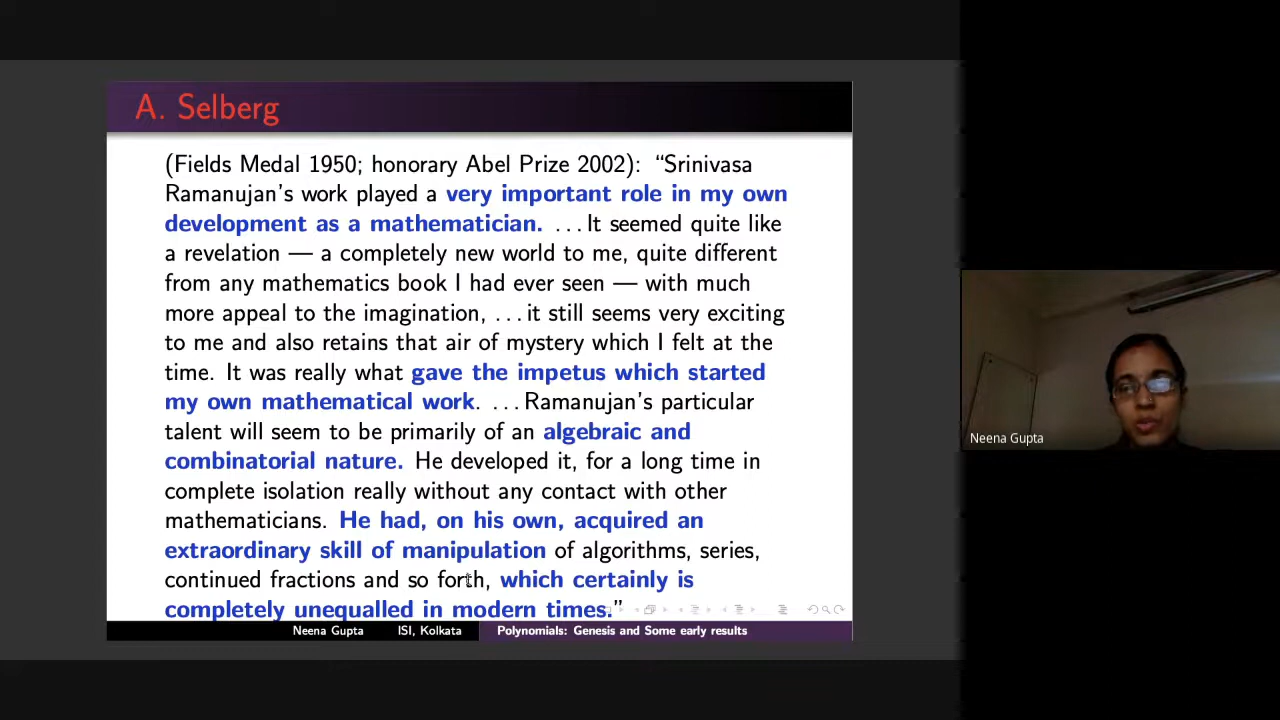 A. Selberg
(Fields Medal 1950; honorary Abel Prize 2002): “Srinivasa
Ramanujan’s work played a very important role in my own
development as a mathematician. ...It seemed quite like
a revelation — a completely new world to me, quite different
from any mathematics book I had ever seen — with much
more appeal to the imagination, ...it still seems very exciting
to me and also retains that air of mystery which I felt at the
time. It was really what gave the impetus which started
my own mathematical work. ...Ramanujan’s particular
talent will seem to be primarily of an algebraic and
combinatorial nature. He developed it, for a long time in
complete isolation really without any contact with other
mathematicians. He had, on his own, acquired an
extraordinary skill of manipulation of algorithms, series,
continued fractions and so forth, which certainly is
completely unequalled in modern times.”
Neena Gupta ISI, Kolkata Polynomials: Genesis and Some early results
Neena Gupta